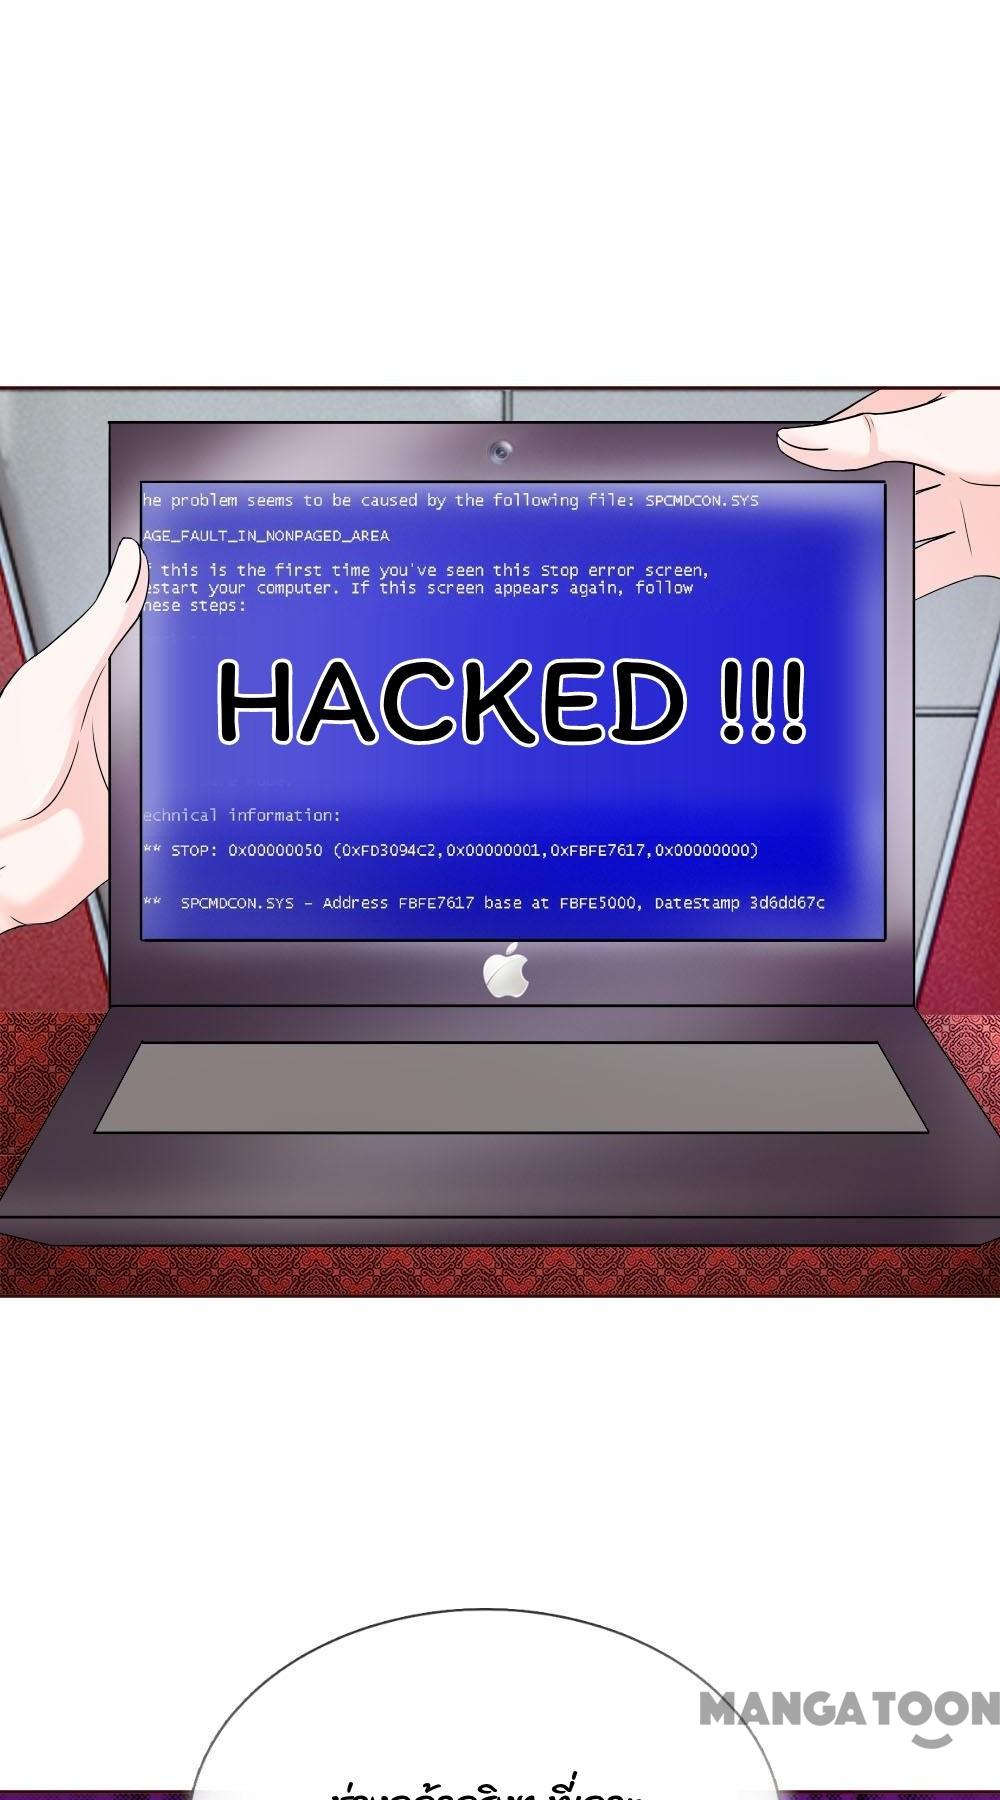 he problem seems to be caused by the following file: SPCMDCON.SYS
AGE_FAULT_IN_NONPAGED_AREA
this is the first time you've seen this Stop error screen,
estart your computer. If this screen appears again, follow
hese steps:
HACKED !!!
echnical information:
** STOP: 0x00000050 (0xFD3094C2,0x00000001,0xFBFE7617,0x00000000)
** SPCMDCON.SYS - Address FBFE7617 base at FBFE5000, DateStamp 3d6dd67c
MANGATOON